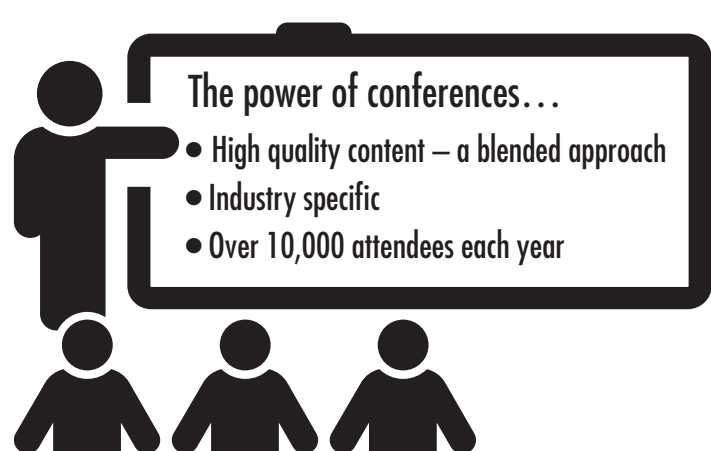 The power of conferences…
• High quality content – a blended approach
• Industry specific
• Over 10,000 attendees each year